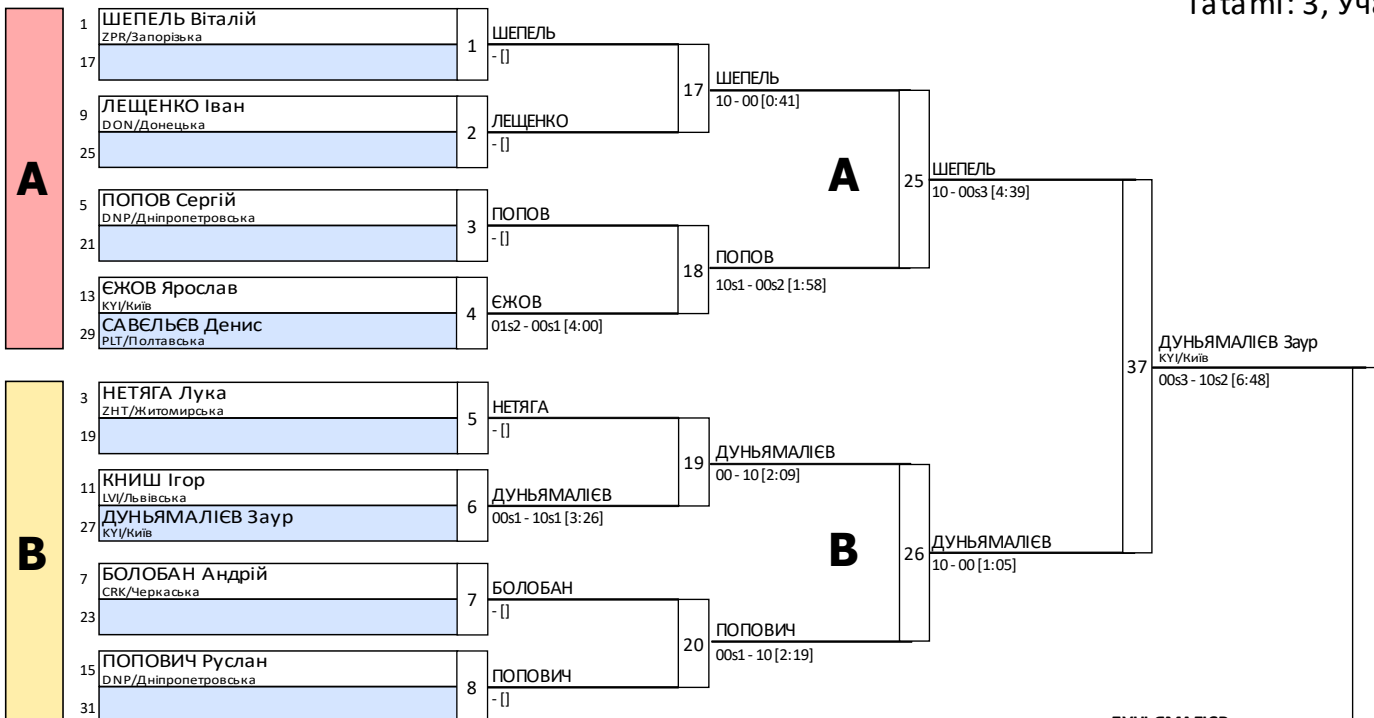 Tatami: 3, Уча
A
1 ШЕПЕЛЬ Віталій
ZPR/Запорізька
17
1
ШЕПЕЛЬ
- []
9 ЛЕЩЕНКО Іван
DON/Донецька
25
2
ЛЕЩЕНКО
- []
17
ШЕПЕЛЬ
10 - 00 [0:41]
5 ПОПОВ Сергій
DNP/Дніпропетровська
21
3
ПОПОВ
- []
13 ЄЖОВ Ярослав
KYI/Київ
29 САВЄЛЬЄВ Денис
PLT/Полтавська
4
ЄЖОВ
01s2 - 00s1 [4:00]
18
ПОПОВ
10s1 - 00s2 [1:58]
A
25
ШЕПЕЛЬ
10 - 00s3 [4:39]
B
3 НЕТЯГА Лука
ZHT/Житомирська
19
5
НЕТЯГА
- []
11 КНИШ Ігор
LVI/Львівська
27 ДУНЬЯМАЛІЄВ Заур
KYI/Київ
6
ДУНЬЯМАЛІЄВ
00s1 - 10s1 [3:26]
19
ДУНЬЯМАЛІЄВ
00 - 10 [2:09]
7 БОЛОБАН Андрій
CRK/Черкаська
23
7
БОЛОБАН
- []
15 ПОПОВИЧ Руслан
DNP/Дніпропетровська
31
8
ПОПОВИЧ
- []
20
ПОПОВИЧ
00s1 - 10 [2:19]
B
26
ДУНЬЯМАЛІЄВ
10 - 00 [1:05]
37
ДУНЬЯМАЛІЄВ Заур
KYI/Київ
00s3 - 10s2 [6:48]